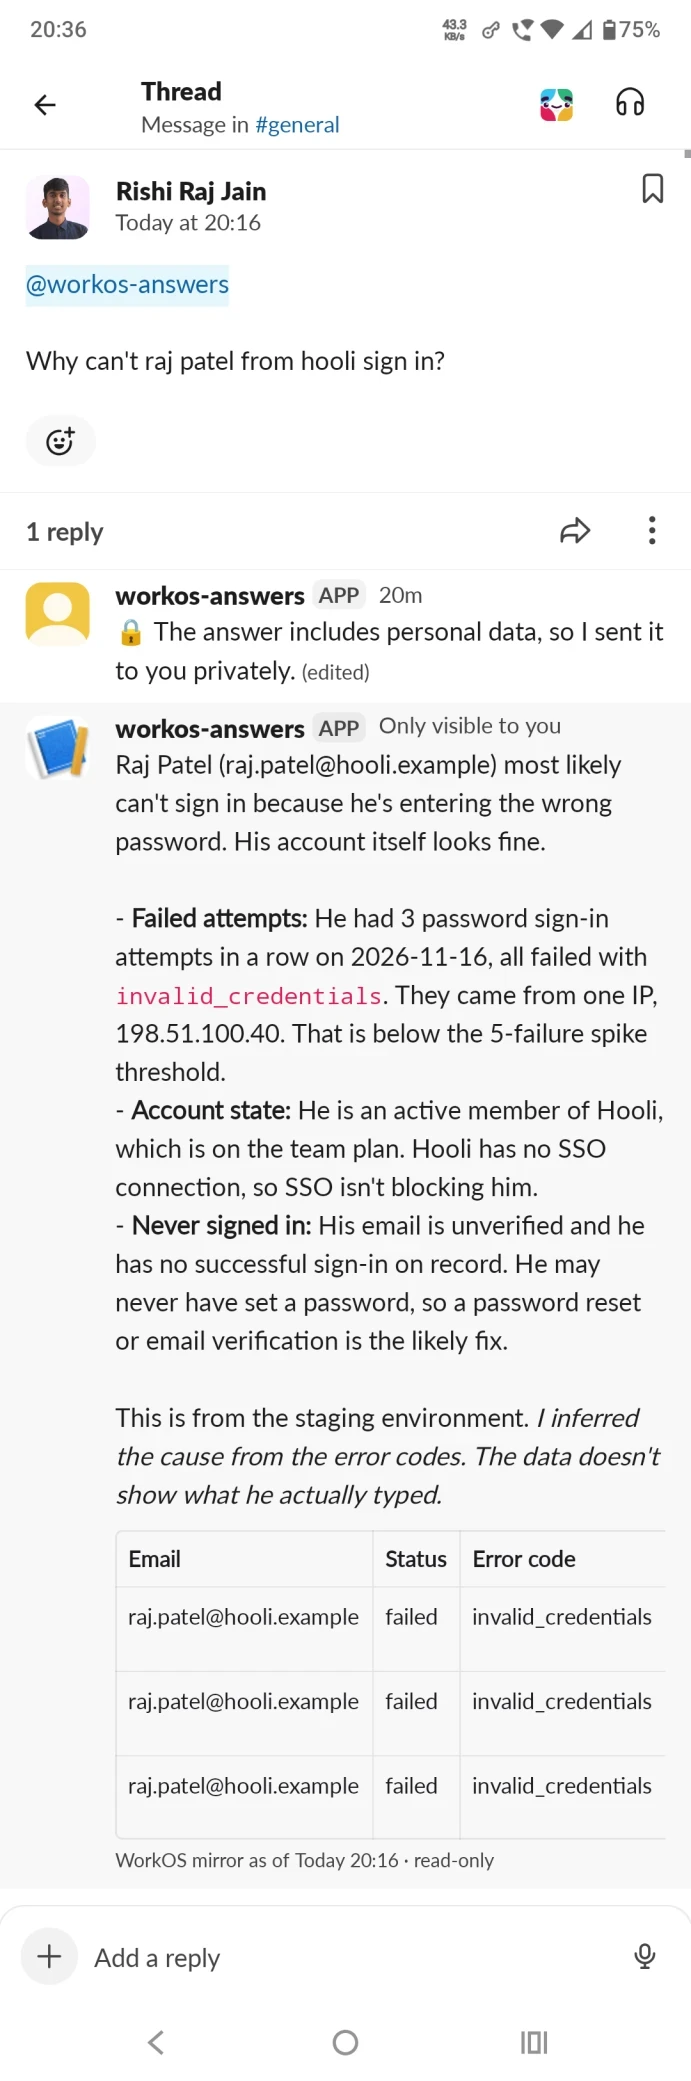 20:36
43.3
KB/s
75%
Thread
Message in #general
Rishi Raj Jain
Today at 20:16
@workos-answers
Why can't raj patel from hooli sign in?
1 reply
workos-answers APP 20m
🔒 The answer includes personal data, so I sent it
to you privately. (edited)
workos-answers APP Only visible to you
Raj Patel (raj.patel@hooli.example) most likely
can't sign in because he's entering the wrong
password. His account itself looks fine.
- Failed attempts: He had 3 password sign-in
attempts in a row on 2026-11-16, all failed with
invalid_credentials. They came from one IP,
198.51.100.40. That is below the 5-failure spike
threshold.
- Account state: He is an active member of Hooli,
which is on the team plan. Hooli has no SSO
connection, so SSO isn't blocking him.
- Never signed in: His email is unverified and he
has no successful sign-in on record. He may
never have set a password, so a password reset
or email verification is the likely fix.
This is from the staging environment. I inferred
the cause from the error codes. The data doesn't
show what he actually typed.
Email Status Error code
raj.patel@hooli.example failed invalid_credentials
raj.patel@hooli.example failed invalid_credentials
raj.patel@hooli.example failed invalid_credentials
WorkOS mirror as of Today 20:16 · read-only
Add a reply